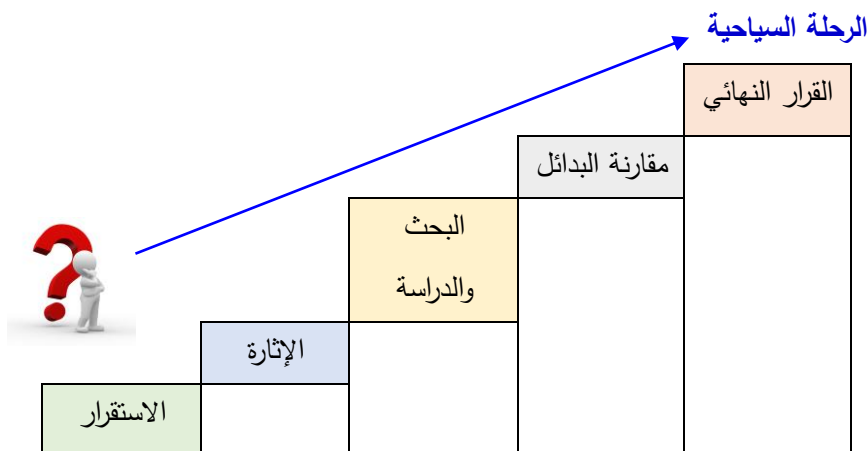 الرحلة السياحية
القرار النهائي
مقارنة البدائل
البحث
والدراسة
الإثارة
الاستقرار